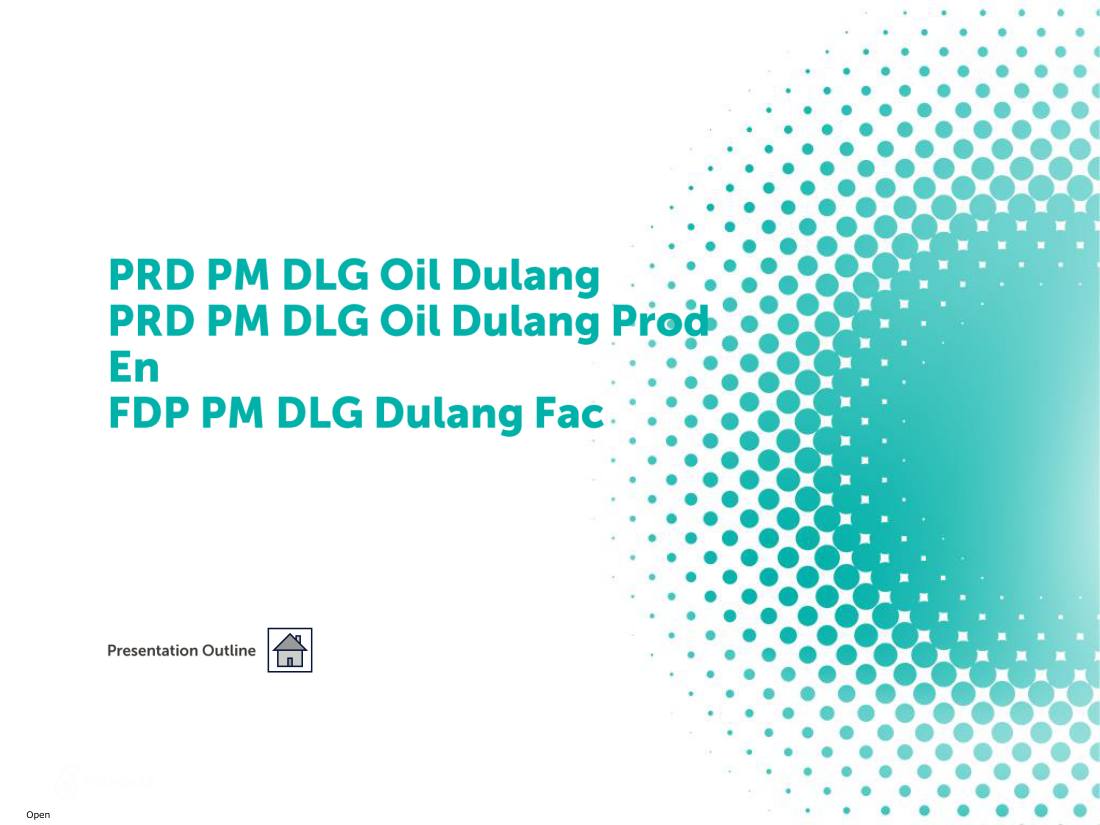 PRD PM DLG Oil Dulang
PRD PM DLG Oil Dulang Prod
En
FDP PM DLG Dulang Fac
Presentation Outline
Open